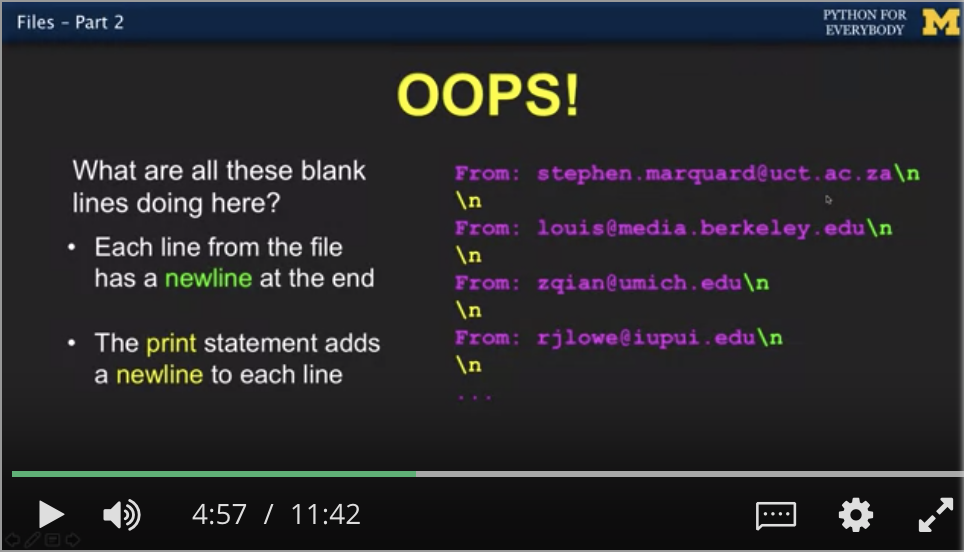 Files – Part 2
PYTHON FOR
EVERYBODY
M
OOPS!
What are all these blank
lines doing here?
• Each line from the file
has a newline at the end
• The print statement adds
a newline to each line
From: stephen.marquard@uct.ac.za\n
\n
From: louis@media.berkeley.edu\n
\n
From: zqian@umich.edu\n
\n
From: rjlowe@iupui.edu\n
\n
...
4:57 / 11:42